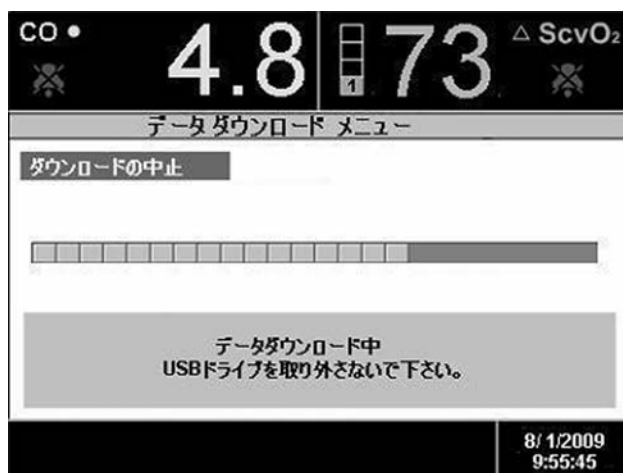 CO ● 4.8 1 73 △ ScvO₂
データダウンロード メニュー
ダウンロードの中止
データダウンロード中
USBドライブを取り外さないで下さい。
8/ 1/2009
9:55:45